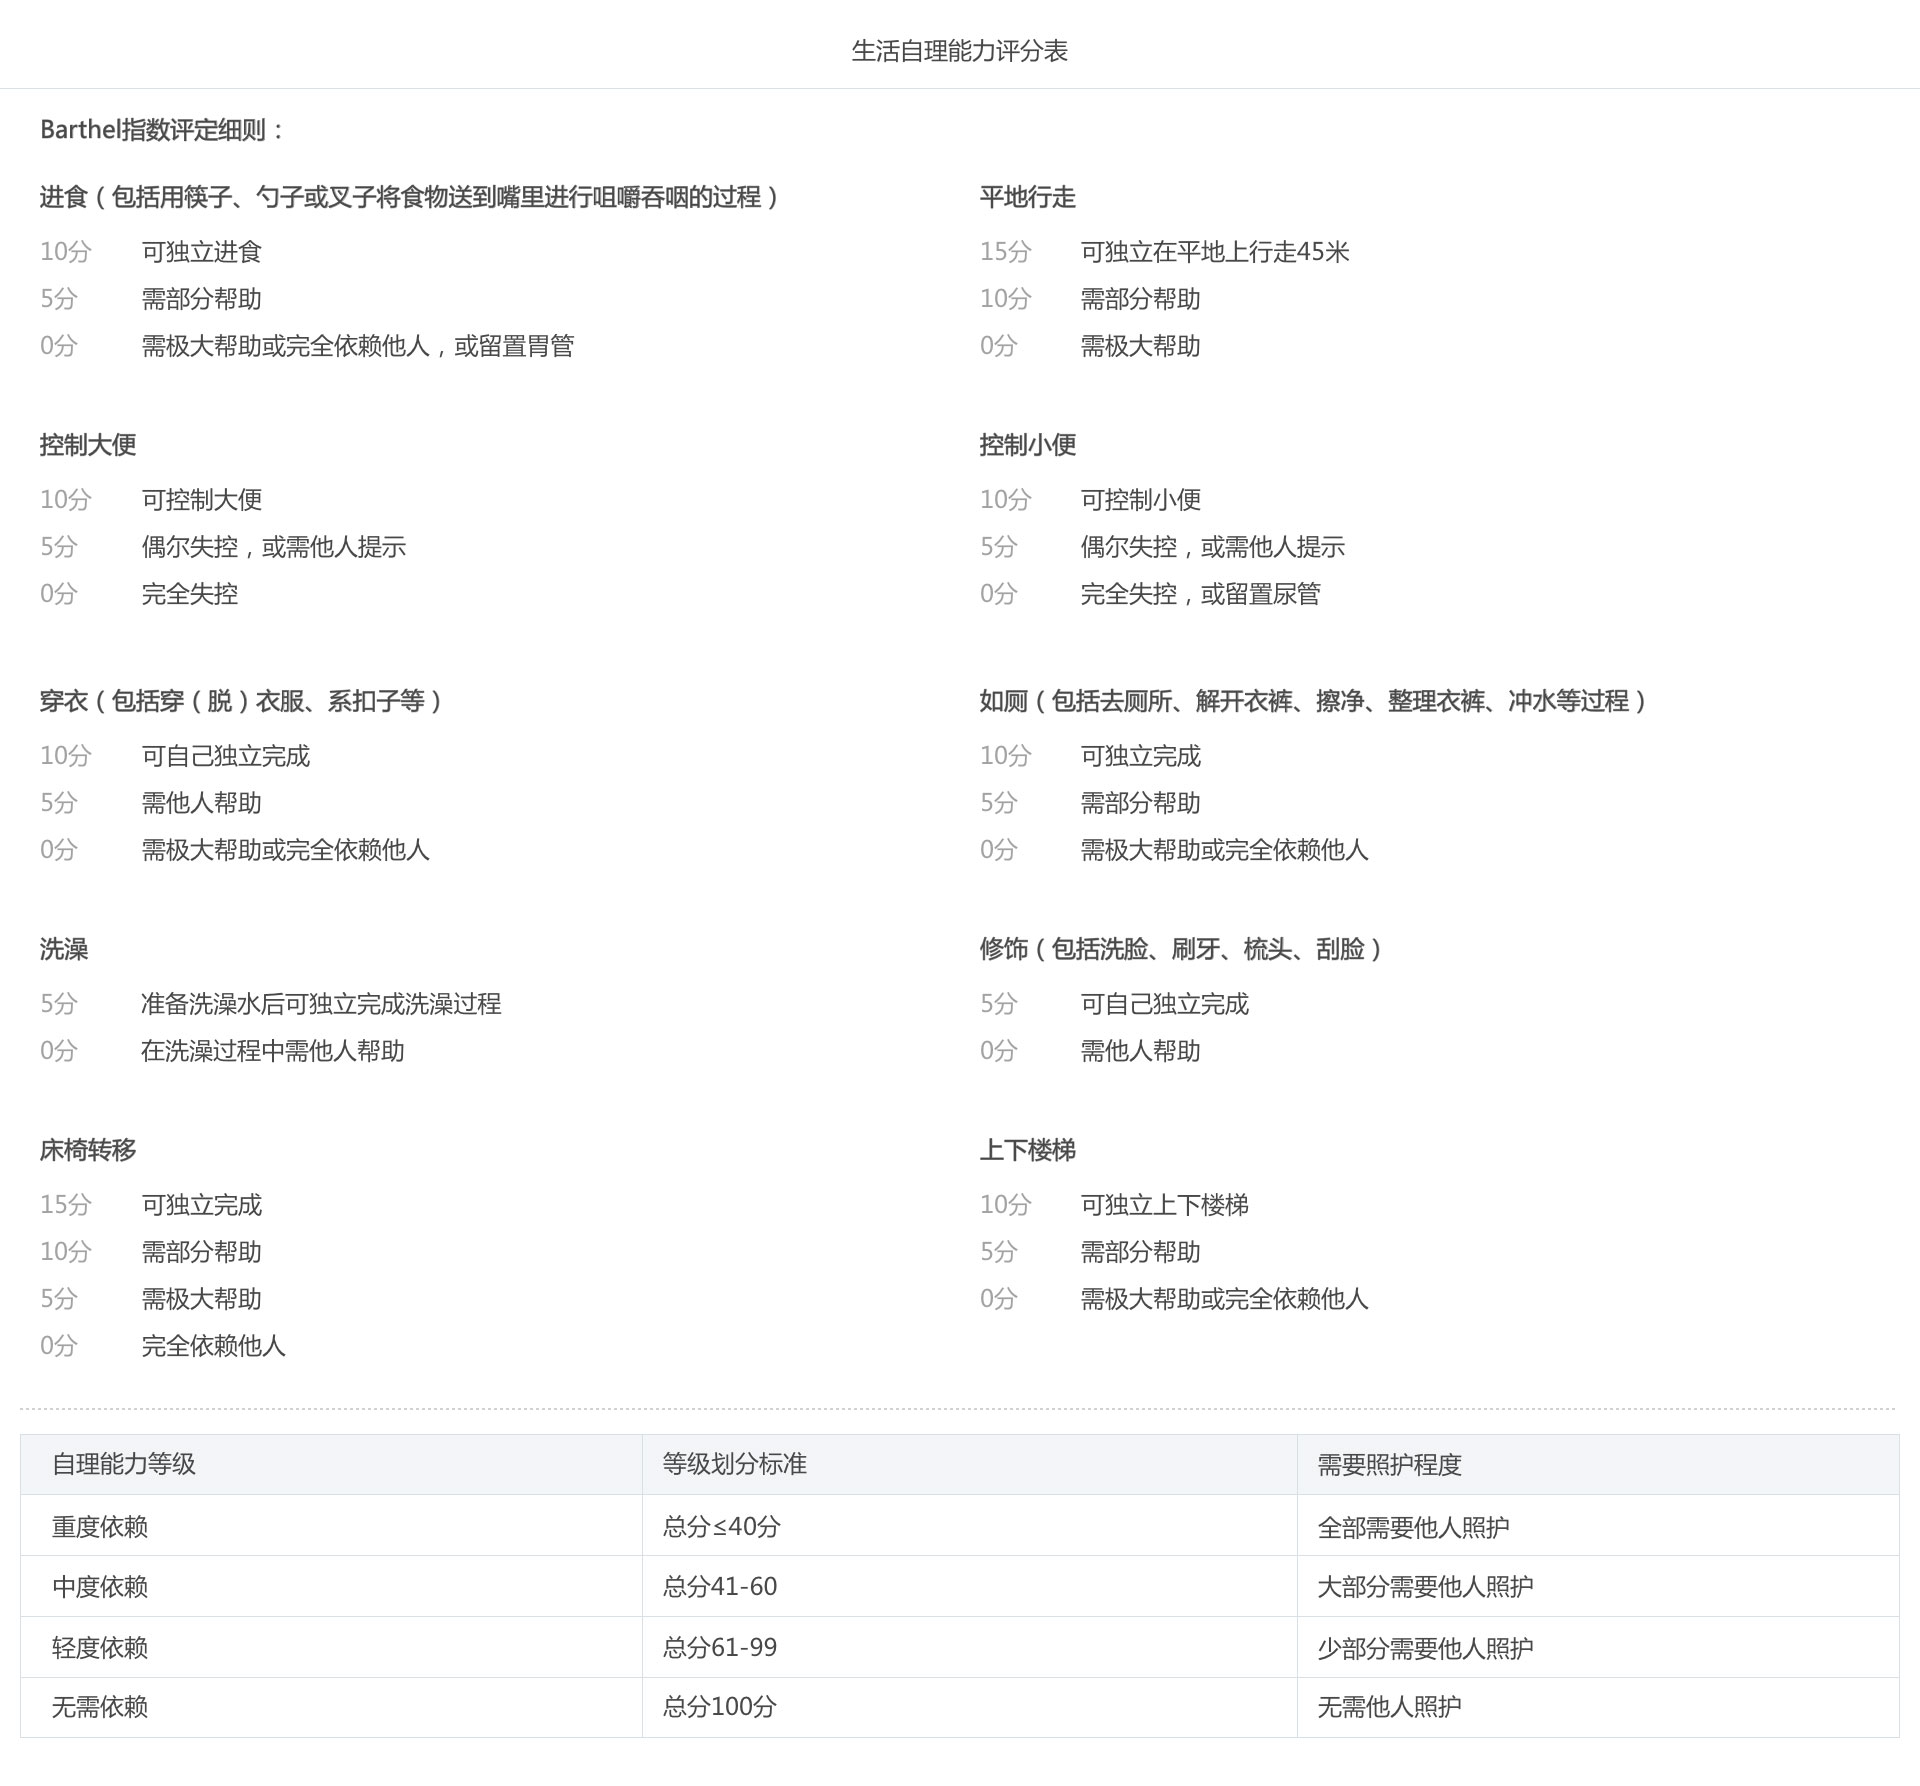 生活自理能力评分表
Barthel指数评定细则：
进食（包括用筷子、勺子或叉子将食物送到嘴里进行咀嚼吞咽的过程）
10分 可独立进食
5分 需部分帮助
0分 需极大帮助或完全依赖他人，或留置胃管
平地行走
15分 可独立在平地上行走45米
10分 需部分帮助
0分 需极大帮助
控制大便
10分 可控制大便
5分 偶尔失控，或需他人提示
0分 完全失控
控制小便
10分 可控制小便
5分 偶尔失控，或需他人提示
0分 完全失控，或留置尿管
穿衣（包括穿（脱）衣服、系扣子等）
10分 可自己独立完成
5分 需他人帮助
0分 需极大帮助或完全依赖他人
如厕（包括去厕所、解开衣裤、擦净、整理衣裤、冲水等过程）
10分 可独立完成
5分 需部分帮助
0分 需极大帮助或完全依赖他人
洗澡
5分 准备洗澡水后可独立完成洗澡过程
0分 在洗澡过程中需他人帮助
修饰（包括洗脸、刷牙、梳头、刮脸）
5分 可自己独立完成
0分 需他人帮助
床椅转移
15分 可独立完成
10分 需部分帮助
5分 需极大帮助
0分 完全依赖他人
上下楼梯
10分 可独立上下楼梯
5分 需部分帮助
0分 需极大帮助或完全依赖他人
自理能力等级 等级划分标准 需要照护程度
重度依赖 总分≤40分 全部需要他人照护
中度依赖 总分41-60 大部分需要他人照护
轻度依赖 总分61-99 少部分需要他人照护
无需依赖 总分100分 无需他人照护